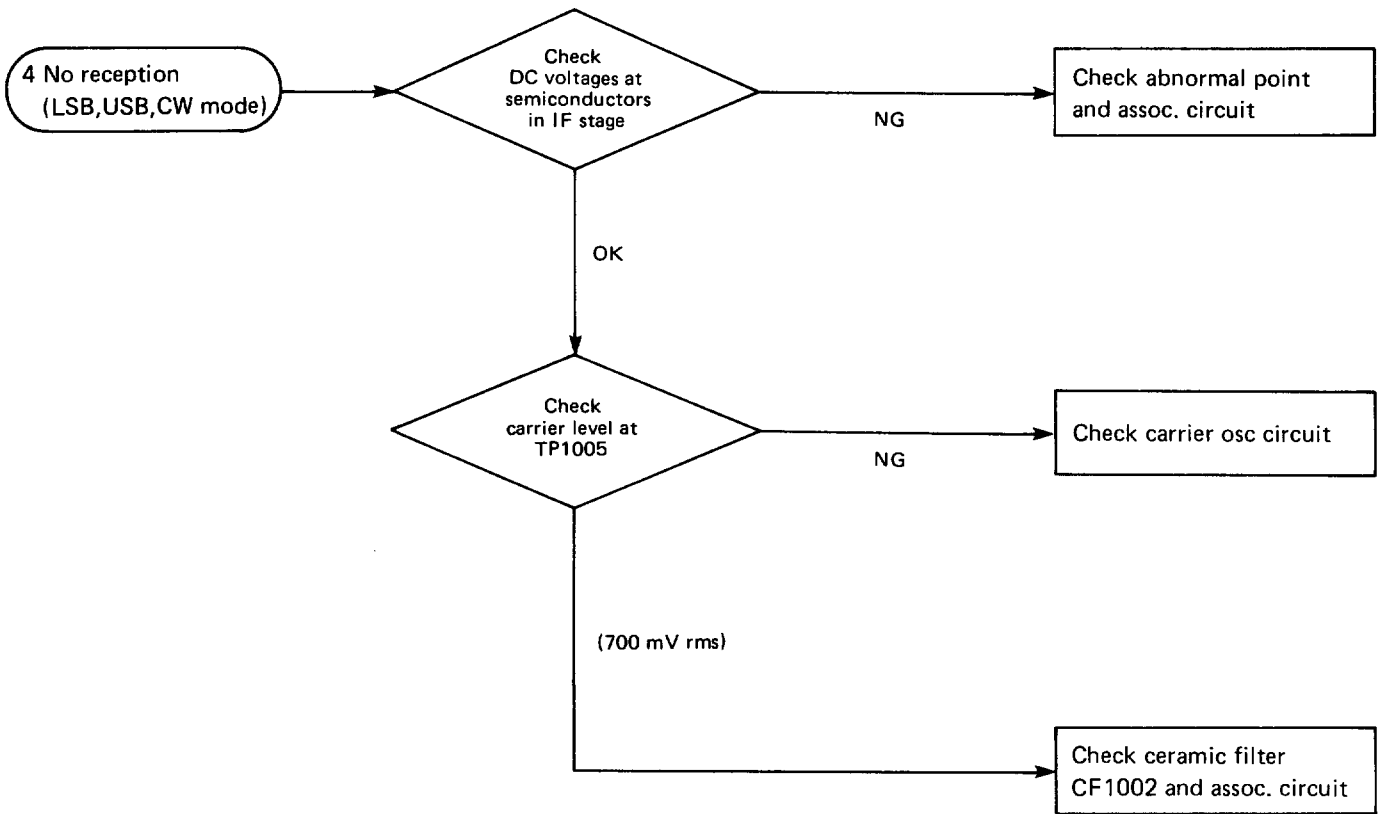 4 No reception
(LSB,USB,CW mode)
Check
DC voltages at
semiconductors
in IF stage
NG
Check abnormal point
and assoc. circuit
OK
Check
carrier level at
TP1005
NG
Check carrier osc circuit
(700 mV rms)
Check ceramic filter
CF1002 and assoc. circuit